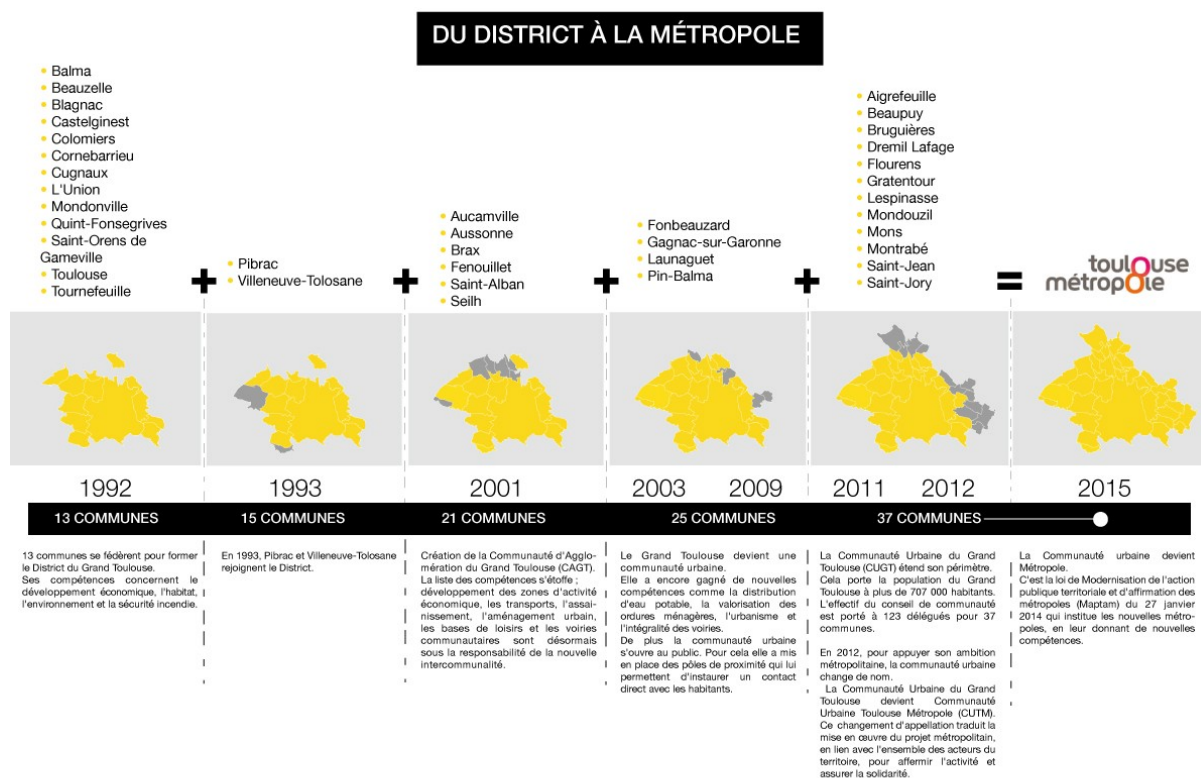 DU DISTRICT À LA MÉTROPOLE
• Balma
• Beauzelle
• Blagnac
• Castelginest
• Colomiers
• Cornebarrieu
• Cugnaux
• L'Union
• Mondonville
• Quint-Fonsegrives
• Saint-Orens de
Gameville
• Toulouse
• Tournefeuille
+
• Pibrac
• Villeneuve-Tolosane
+
• Aucamville
• Aussonne
• Brax
• Fenouillet
• Saint-Alban
• Seilh
+
• Fonbeauzard
• Gagnac-sur-Garonne
• Launaguet
• Pin-Balma
+
• Aigrefeuille
• Beaupuy
• Bruguières
• Dremil Lafage
• Flourens
• Gratentour
• Lespinasse
• Mondouzil
• Mons
• Montrabé
• Saint-Jean
• Saint-Jory
=
toulouse
métropole
1992
13 COMMUNES
13 communes se fédèrent pour former
le District du Grand Toulouse.
Ses compétences concernent le
développement économique, l'habitat,
l'environnement et la sécurité incendie.
1993
15 COMMUNES
En 1993, Pibrac et Villeneuve-Tolosane
rejoignent le District.
2001
21 COMMUNES
Création de la Communauté d'Agglo-
mération du Grand Toulouse (CAGT).
La liste des compétences s'étoffe ;
développement des zones d'activité
économique, les transports, l'assai-
nissement, l'aménagement urbain,
les bases de loisirs et les voiries
communautaires sont désormais
sous la responsabilité de la nouvelle
intercommunalité.
2003 2009
25 COMMUNES
Le Grand Toulouse devient une
communauté urbaine.
Elle a encore gagné de nouvelles
compétences comme la distribution
d'eau potable, la valorisation des
ordures ménagères, l'urbanisme et
l'intégralité des voiries.
De plus la communauté urbaine
s'ouvre au public. Pour cela elle a mis
en place des pôles de proximité qui lui
permettent d'instaurer un contact
direct avec les habitants.
2011 2012
37 COMMUNES
La Communauté Urbaine du Grand
Toulouse (CUGT) étend son périmètre.
Cela porte la population du Grand
Toulouse à plus de 707 000 habitants.
L'effectif du conseil de communauté
est porté à 123 délégués pour 37
communes.
En 2012, pour appuyer son ambition
métropolitaine, la communauté urbaine
change de nom.
La Communauté Urbaine du Grand
Toulouse devient Communauté
Urbaine Toulouse Métropole (CUTM).
Ce changement d'appellation traduit la
mise en œuvre du projet métropolitain,
en lien avec l'ensemble des acteurs du
territoire, pour affermir l'activité et
assurer la solidarité.
2015
La Communauté urbaine devient
Métropole.
C'est la loi de Modernisation de l'action
publique territoriale et d'affirmation des
métropoles (Maptam) du 27 janvier
2014 qui institue les nouvelles métro-
poles, en leur donnant de nouvelles
compétences.